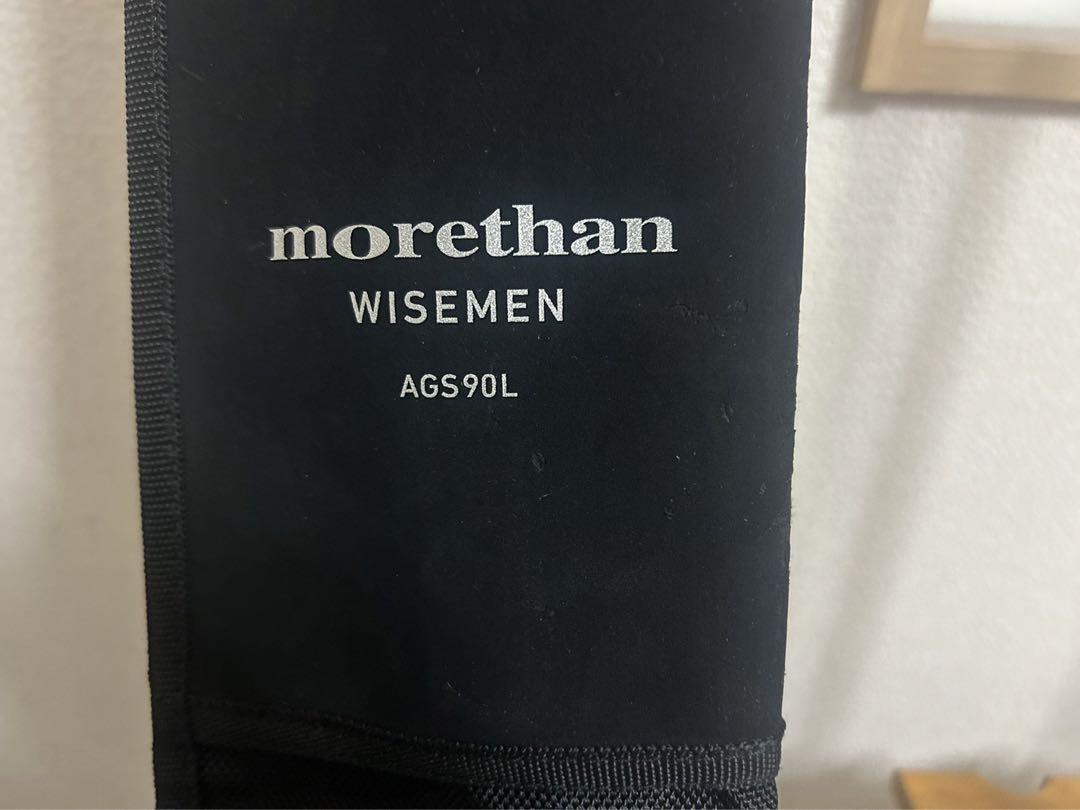 morethan
WISEMEN
AGS90L